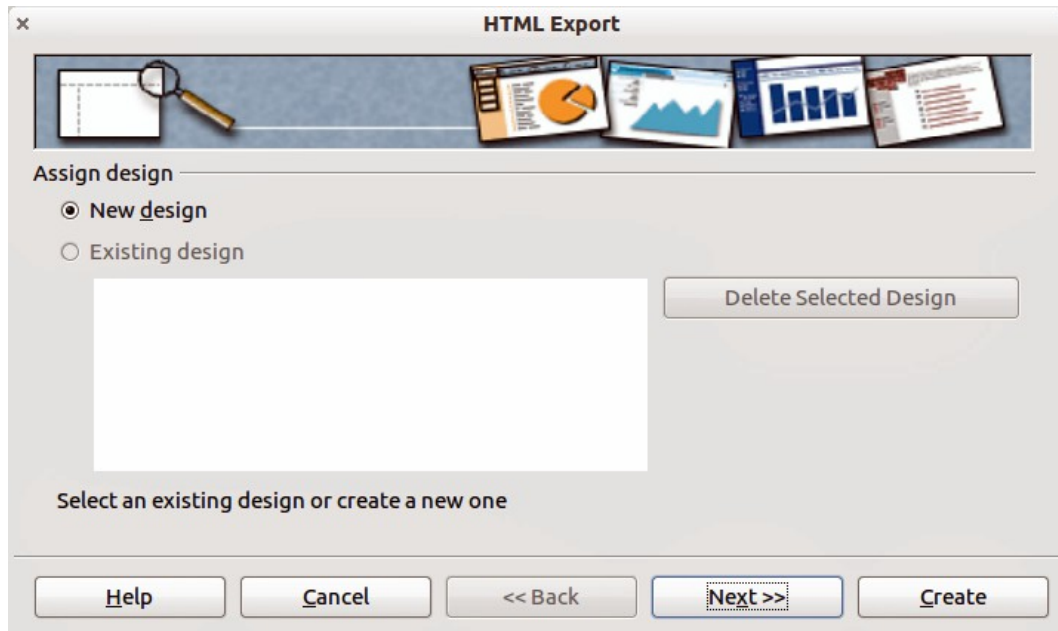 HTML Export
Assign design
New design
Existing design
Delete Selected Design
Select an existing design or create a new one
Help
Cancel
<< Back
Next >>
Create